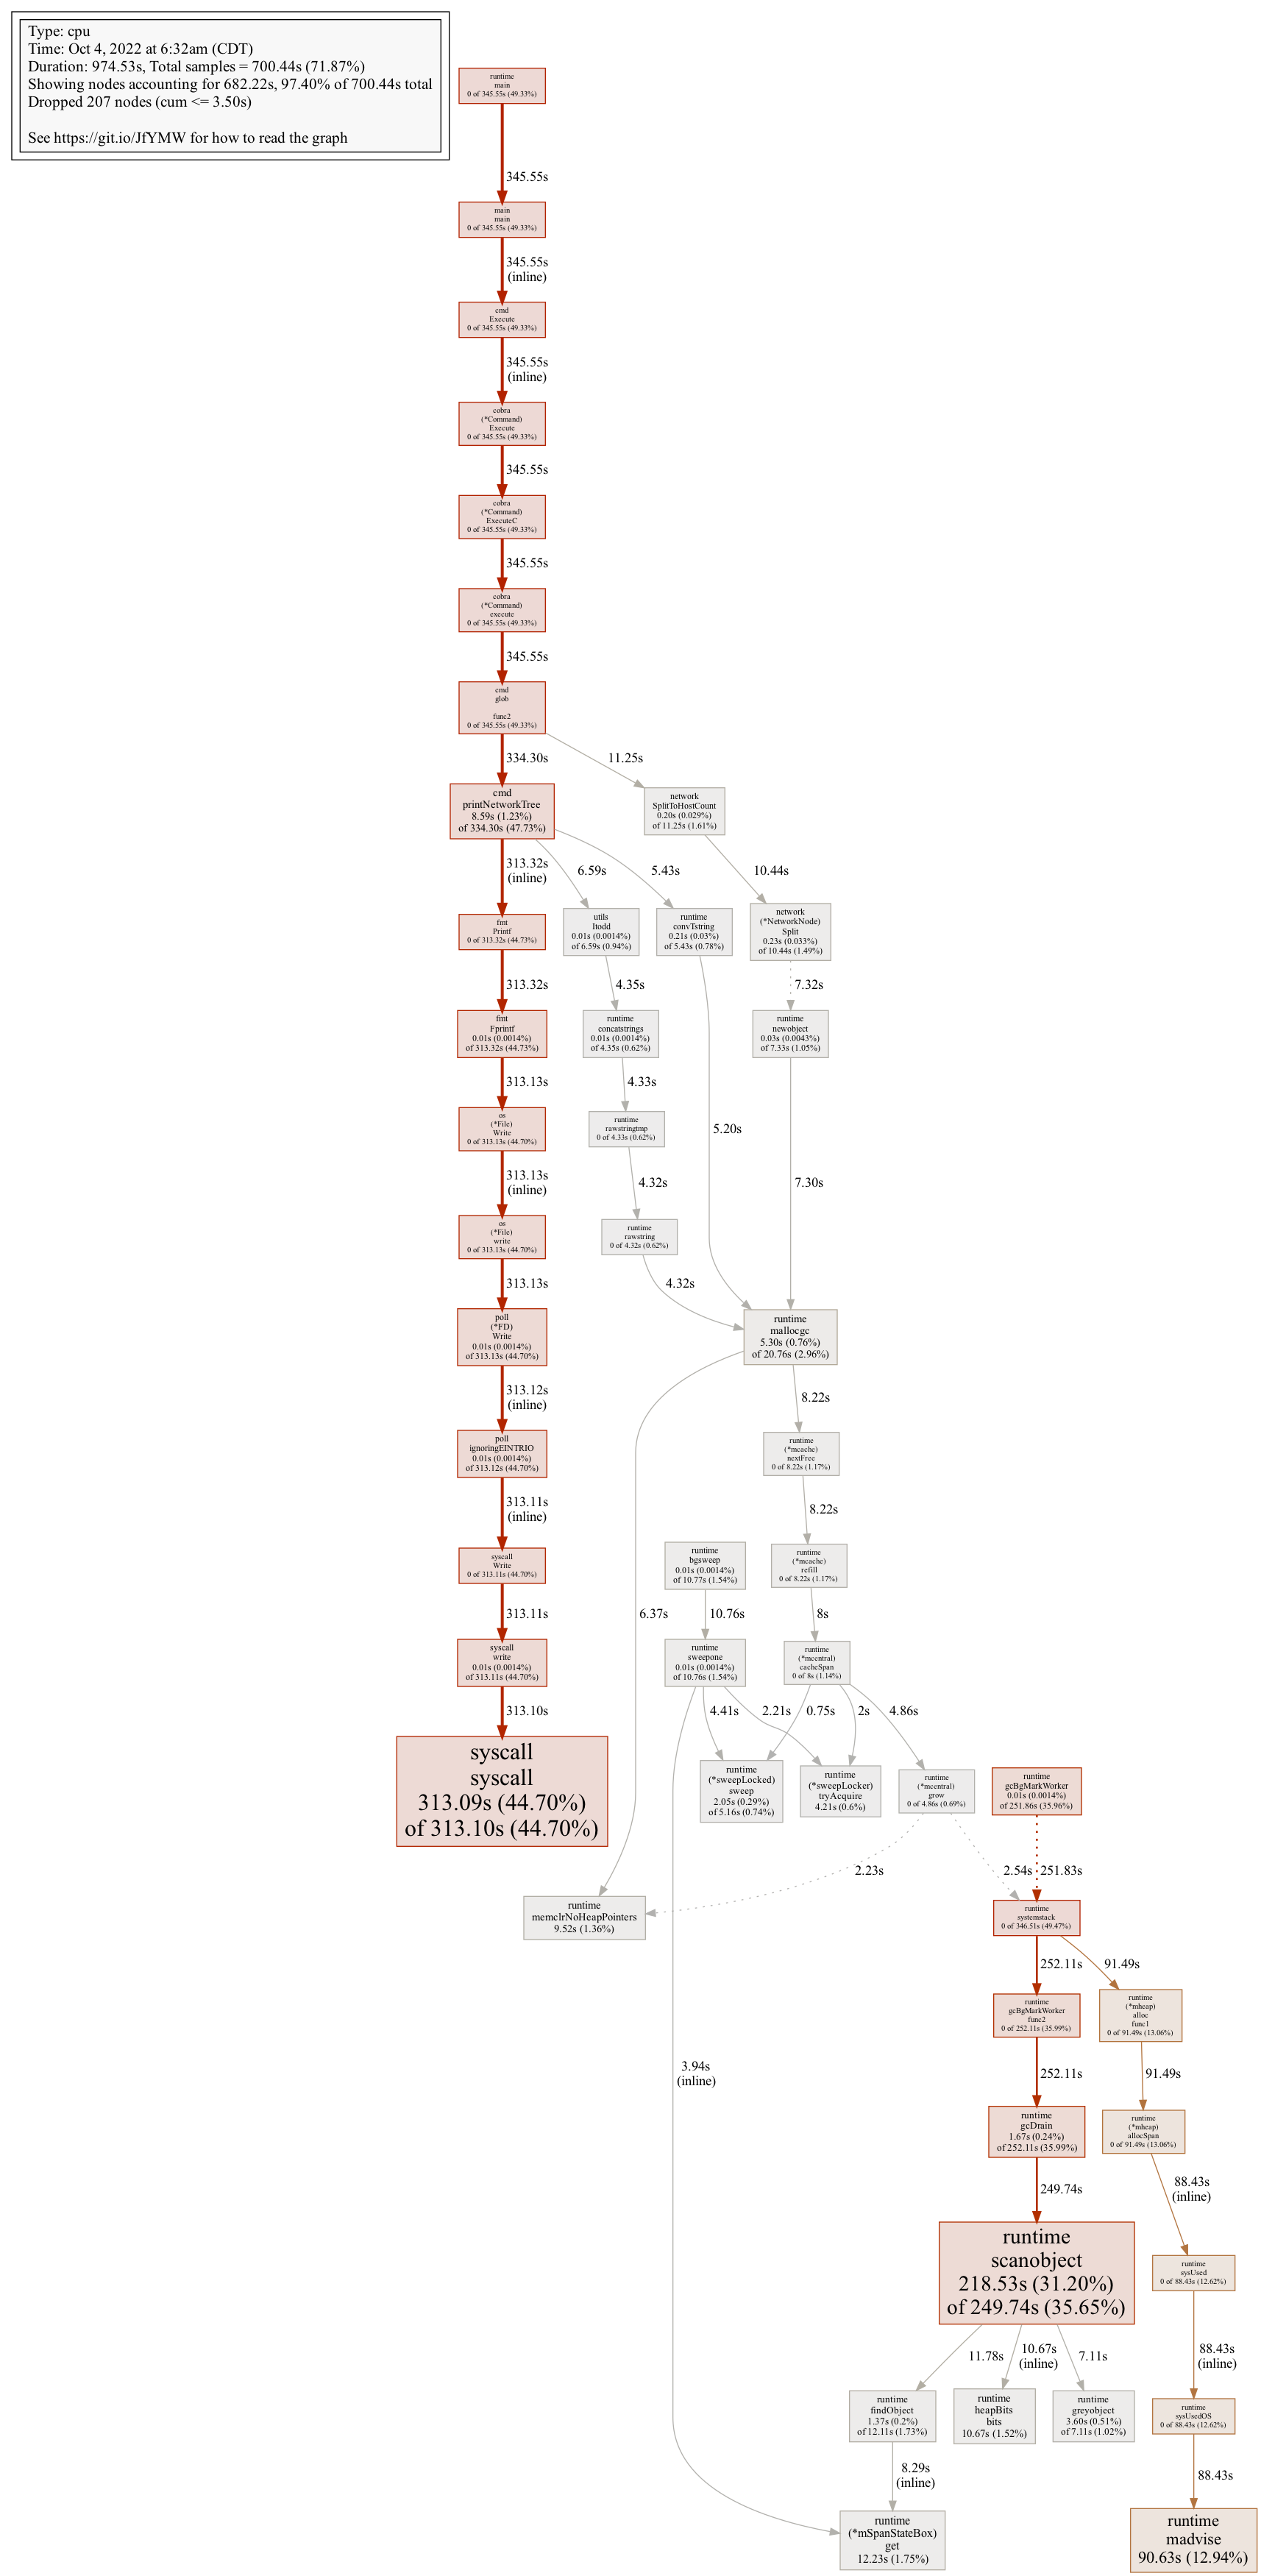 Type: cpu
Time: Oct 4, 2022 at 6:32am (CDT)
Duration: 974.53s, Total samples = 700.44s (71.87%)
Showing nodes accounting for 682.22s, 97.40% of 700.44s total
Dropped 207 nodes (cum <= 3.50s)
See https://git.io/JfYMW for how to read the graph
runtime
main
0 of 345.55s (49.33%)
345.55s
main
main
0 of 345.55s (49.33%)
345.55s
(inline)
cmd
Execute
0 of 345.55s (49.33%)
345.55s
(inline)
cobra
(*Command)
Execute
0 of 345.55s (49.33%)
345.55s
cobra
(*Command)
ExecuteC
0 of 345.55s (49.33%)
345.55s
cobra
(*Command)
execute
0 of 345.55s (49.33%)
345.55s
cmd
glob
func2
0 of 345.55s (49.33%)
334.30s
11.25s
cmd
printNetworkTree
8.59s (1.23%)
of 334.30s (47.73%)
network
SplitToHostCount
0.20s (0.029%)
of 11.25s (1.61%)
313.32s
(inline)
6.59s
5.43s
10.44s
fmt
Printf
0 of 313.32s (44.73%)
utils
Itodd
0.01s (0.0014%)
of 6.59s (0.94%)
runtime
convTstring
0.21s (0.03%)
of 5.43s (0.78%)
network
(*NetworkNode)
Split
0.23s (0.033%)
of 10.44s (1.49%)
313.32s
4.35s
7.32s
fmt
Fprintf
0.01s (0.0014%)
of 313.32s (44.73%)
runtime
concatstrings
0.01s (0.0014%)
of 4.35s (0.62%)
runtime
newobject
0.03s (0.0043%)
of 7.33s (1.05%)
313.13s
4.33s
os
(*File)
Write
0 of 313.13s (44.70%)
runtime
rawstringtmp
0 of 4.33s (0.62%)
5.20s
313.13s
(inline)
4.32s
7.30s
os
(*File)
write
0 of 313.13s (44.70%)
runtime
rawstring
0 of 4.32s (0.62%)
313.13s
4.32s
poll
(*FD)
Write
0.01s (0.0014%)
of 313.13s (44.70%)
runtime
mallocgc
5.30s (0.76%)
of 20.76s (2.96%)
313.12s
(inline)
8.22s
poll
ignoringEINTRIO
0.01s (0.0014%)
of 313.12s (44.70%)
runtime
(*mcache)
nextFree
0 of 8.22s (1.17%)
313.11s
(inline)
8.22s
syscall
Write
0 of 313.11s (44.70%)
runtime
bgsweep
0.01s (0.0014%)
of 10.77s (1.54%)
runtime
(*mcache)
refill
0 of 8.22s (1.17%)
313.11s
6.37s
10.76s
8s
syscall
write
0.01s (0.0014%)
of 313.11s (44.70%)
runtime
sweepone
0.01s (0.0014%)
of 10.76s (1.54%)
runtime
(*mcentral)
cacheSpan
0 of 8s (1.14%)
313.10s
4.41s
2.21s
0.75s
2s
4.86s
syscall
syscall
313.09s (44.70%)
of 313.10s (44.70%)
runtime
(*sweepLocked)
sweep
2.05s (0.29%)
of 5.16s (0.74%)
runtime
(*sweepLocker)
tryAcquire
4.21s (0.6%)
runtime
(*mcentral)
grow
0 of 4.86s (0.69%)
runtime
gcBgMarkWorker
0.01s (0.0014%)
of 251.86s (35.96%)
2.23s
2.54s
251.83s
runtime
memclrNoHeapPointers
9.52s (1.36%)
runtime
systemstack
0 of 346.51s (49.47%)
252.11s
91.49s
runtime
gcBgMarkWorker
func2
0 of 252.11s (35.99%)
runtime
(*mheap)
alloc
func1
0 of 91.49s (13.06%)
3.94s
(inline)
252.11s
91.49s
runtime
gcDrain
1.67s (0.24%)
of 252.11s (35.99%)
runtime
(*mheap)
allocSpan
0 of 91.49s (13.06%)
249.74s
88.43s
(inline)
runtime
scanobject
218.53s (31.20%)
of 249.74s (35.65%)
runtime
sysUsed
0 of 88.43s (12.62%)
11.78s
10.67s
(inline)
7.11s
88.43s
(inline)
runtime
findObject
1.37s (0.2%)
of 12.11s (1.73%)
runtime
heapBits
bits
10.67s (1.52%)
runtime
greyobject
3.60s (0.51%)
of 7.11s (1.02%)
runtime
sysUsedOS
0 of 88.43s (12.62%)
8.29s
(inline)
88.43s
runtime
(*mSpanStateBox)
get
12.23s (1.75%)
runtime
madvise
90.63s (12.94%)